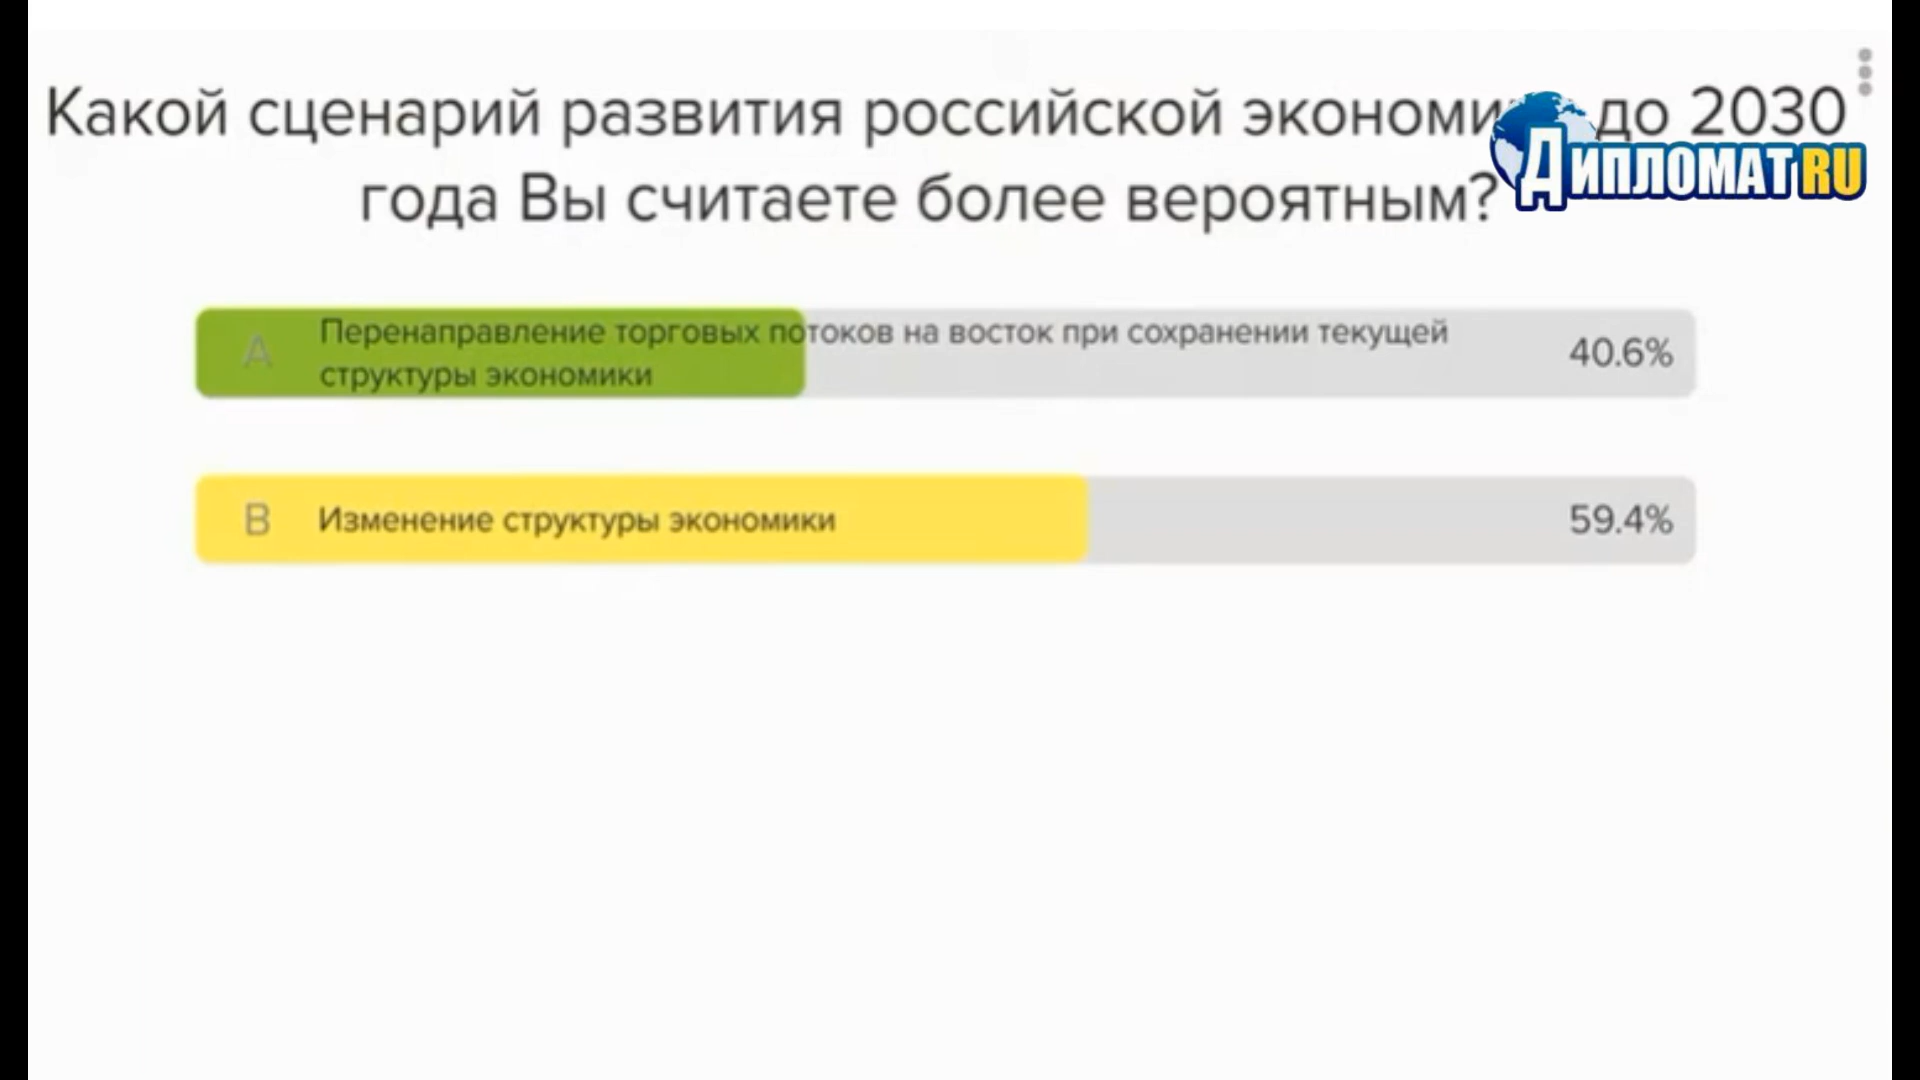 Какой сценарий развития российской экономи до 2030
года Вы считаете более вероятным?
ДИПЛОМАТ RU
A
Перенаправление торговых потоков на восток при сохранении текущей
структуры экономики
40.6%
B
Изменение структуры экономики
59.4%